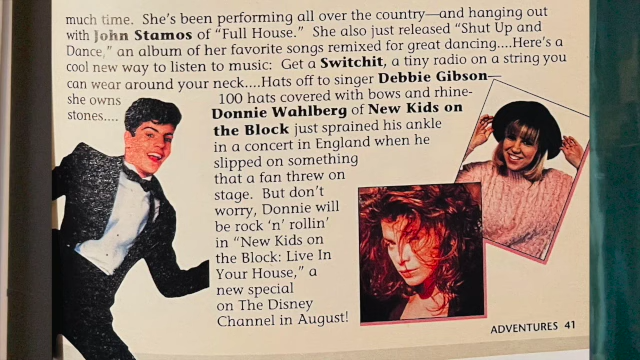 much time. She's been performing all over the country—and hanging out
with John Stamos of "Full House." She also just released "Shut Up and
Dance," an album of her favorite songs remixed for great dancing....Here's a
cool new way to listen to music: Get a Switchit, a tiny radio on a string you
can wear around your neck....Hats off to singer Debbie Gibson—
she owns 100 hats covered with bows and rhine-
stones.... Donnie Wahlberg of New Kids on
the Block just sprained his ankle
in a concert in England when he
slipped on something
that a fan threw on
stage. But don't
worry, Donnie will
be rock 'n' rollin'
in "New Kids on
the Block: Live In
Your House," a
new special
on The Disney
Channel in August!
ADVENTURES 41